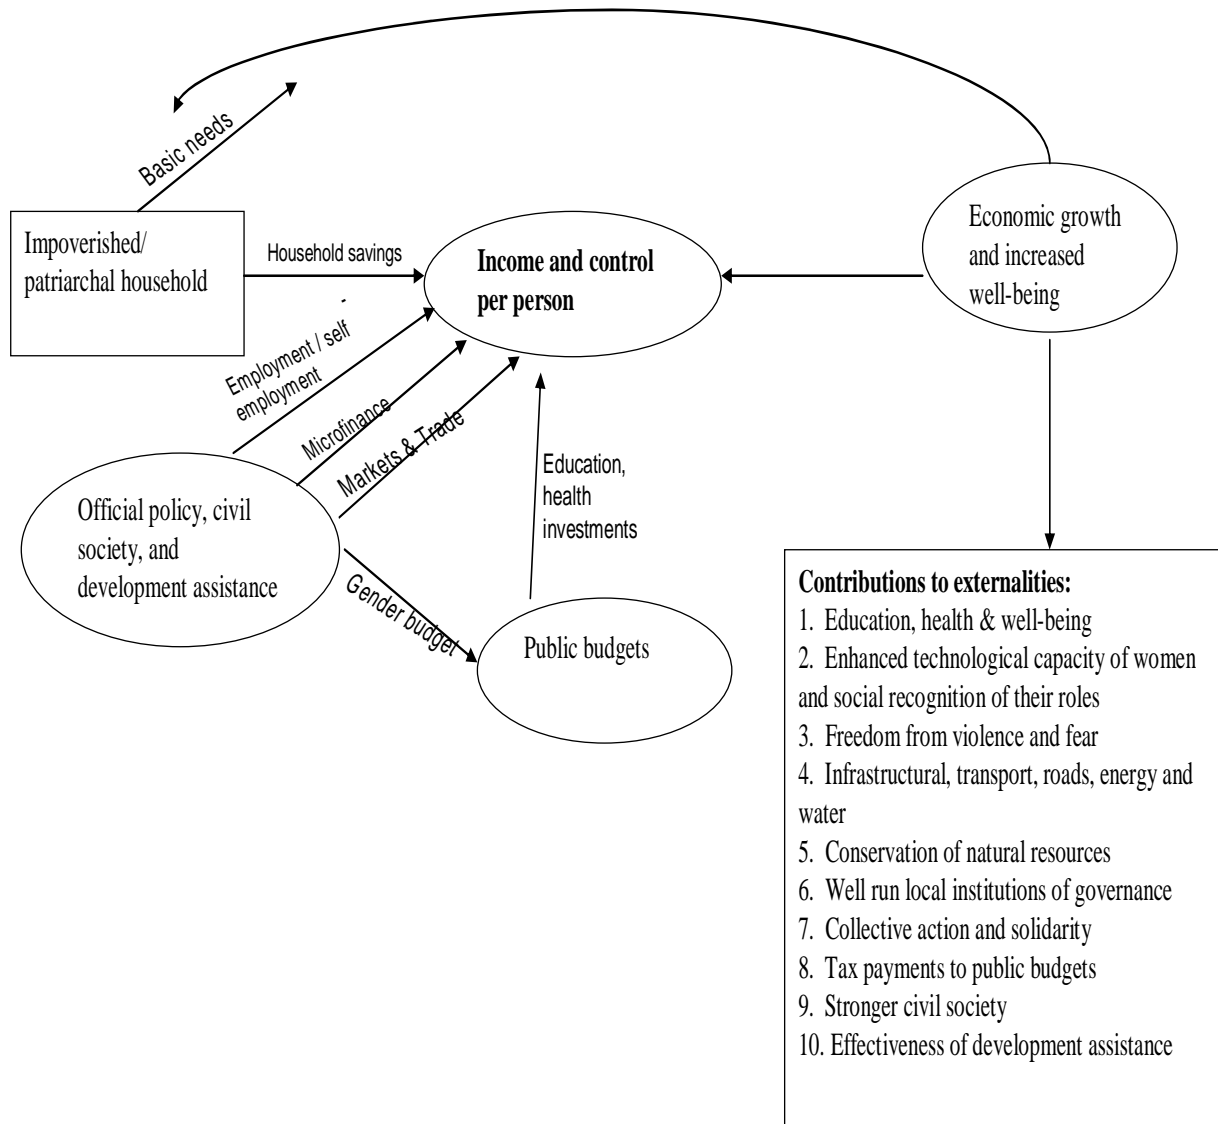 Basic needs
Impoverished/
patriarchal household
Household savings
Income and control
per person
Economic growth
and increased
well-being
Employment / self
employment
Microfinance
Markets & Trade
Education,
health
investments
Official policy, civil
society, and
development assistance
Gender budget
Public budgets
Contributions to externalities:
1. Education, health & well-being
2. Enhanced technological capacity of women
and social recognition of their roles
3. Freedom from violence and fear
4. Infrastructural, transport, roads, energy and
water
5. Conservation of natural resources
6. Well run local institutions of governance
7. Collective action and solidarity
8. Tax payments to public budgets
9. Stronger civil society
10. Effectiveness of development assistance